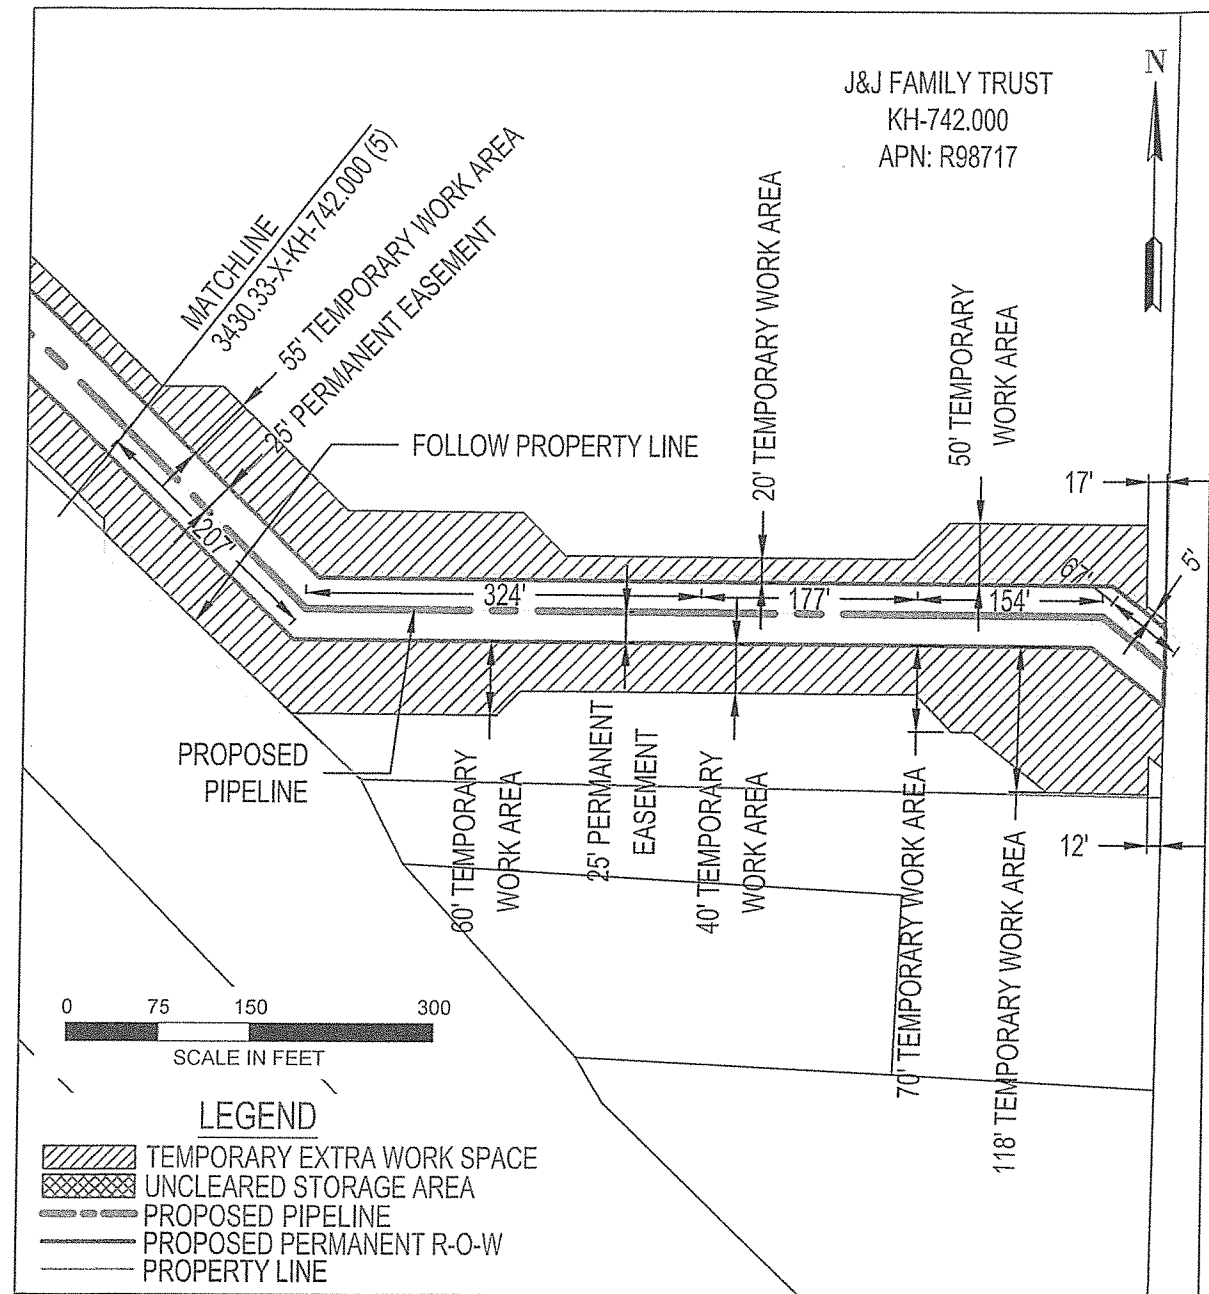 N
J&J FAMILY TRUST
KH-742.000
APN: R98717
MATCHLINE
3430.33-X-KH-742.000 (5)
55' TEMPORARY WORK AREA
25' PERMANENT EASEMENT
FOLLOW PROPERTY LINE
20' TEMPORARY WORK AREA
50' TEMPORARY
WORK AREA
17'
5'
67'
207'
324'
177'
154'
PROPOSED
PIPELINE
60' TEMPORARY
WORK AREA
25' PERMANENT
EASEMENT
40' TEMPORARY
WORK AREA
70' TEMPORARY WORK AREA
118' TEMPORARY WORK AREA
12'
0 75 150 300
SCALE IN FEET
LEGEND
TEMPORARY EXTRA WORK SPACE
UNCLEARED STORAGE AREA
PROPOSED PIPELINE
PROPOSED PERMANENT R-O-W
PROPERTY LINE